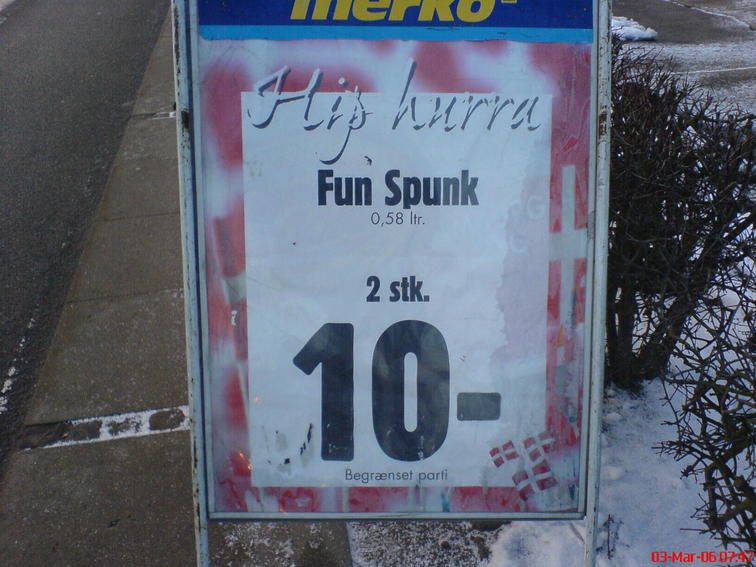 merko
Hip hurra
Fun Spunk
0,58 ltr.
2 stk.
10-
Begrænset parti
03-Mar-06 07:47